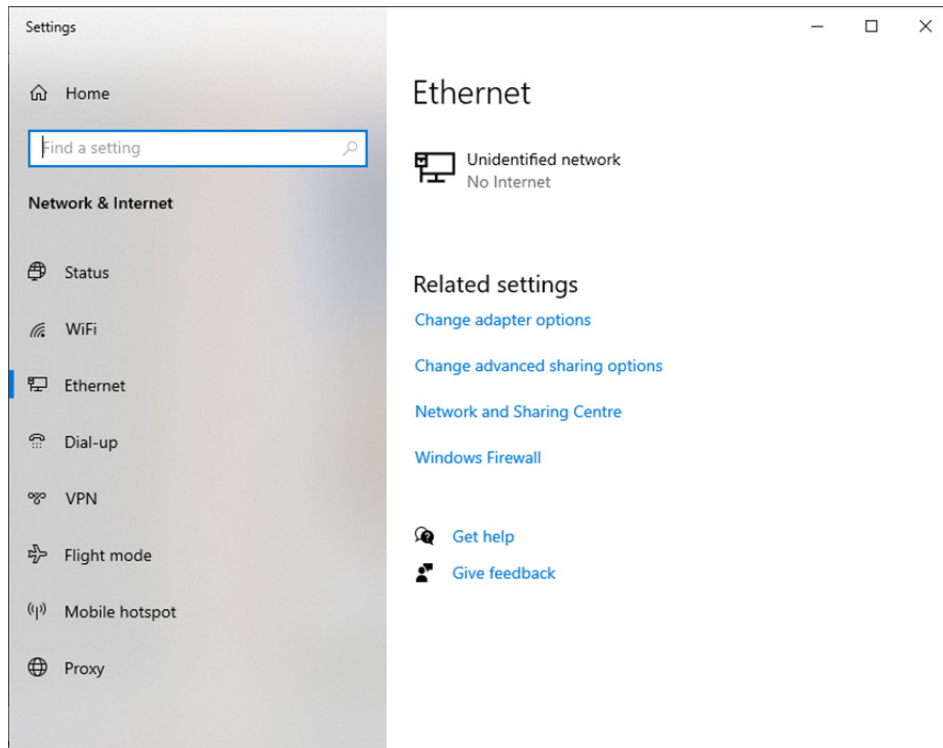 Settings
Home
Find a setting
Network & Internet
Status
WiFi
Ethernet
Dial-up
VPN
Flight mode
Mobile hotspot
Proxy
Ethernet
Unidentified network
No Internet
Related settings
Change adapter options
Change advanced sharing options
Network and Sharing Centre
Windows Firewall
Get help
Give feedback